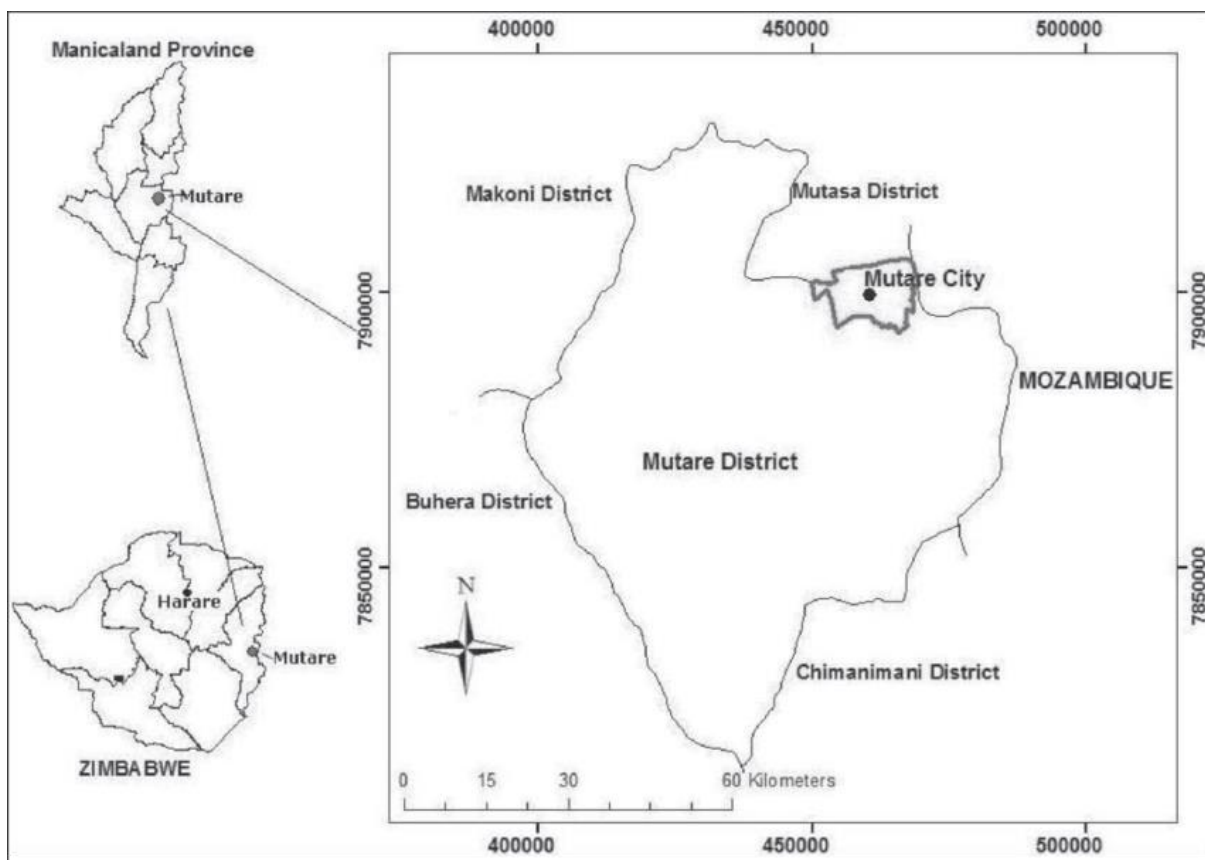 Manicaland Province
Mutare
Harare
Mutare
ZIMBABWE
400000
450000
500000
Makoni District
Mutasa District
Mutare City
7900000
7900000
MOZAMBIQUE
Mutare District
Buhera District
7850000
7850000
N
Chimanimani District
0 15 30 60 Kilometers
400000
450000
500000